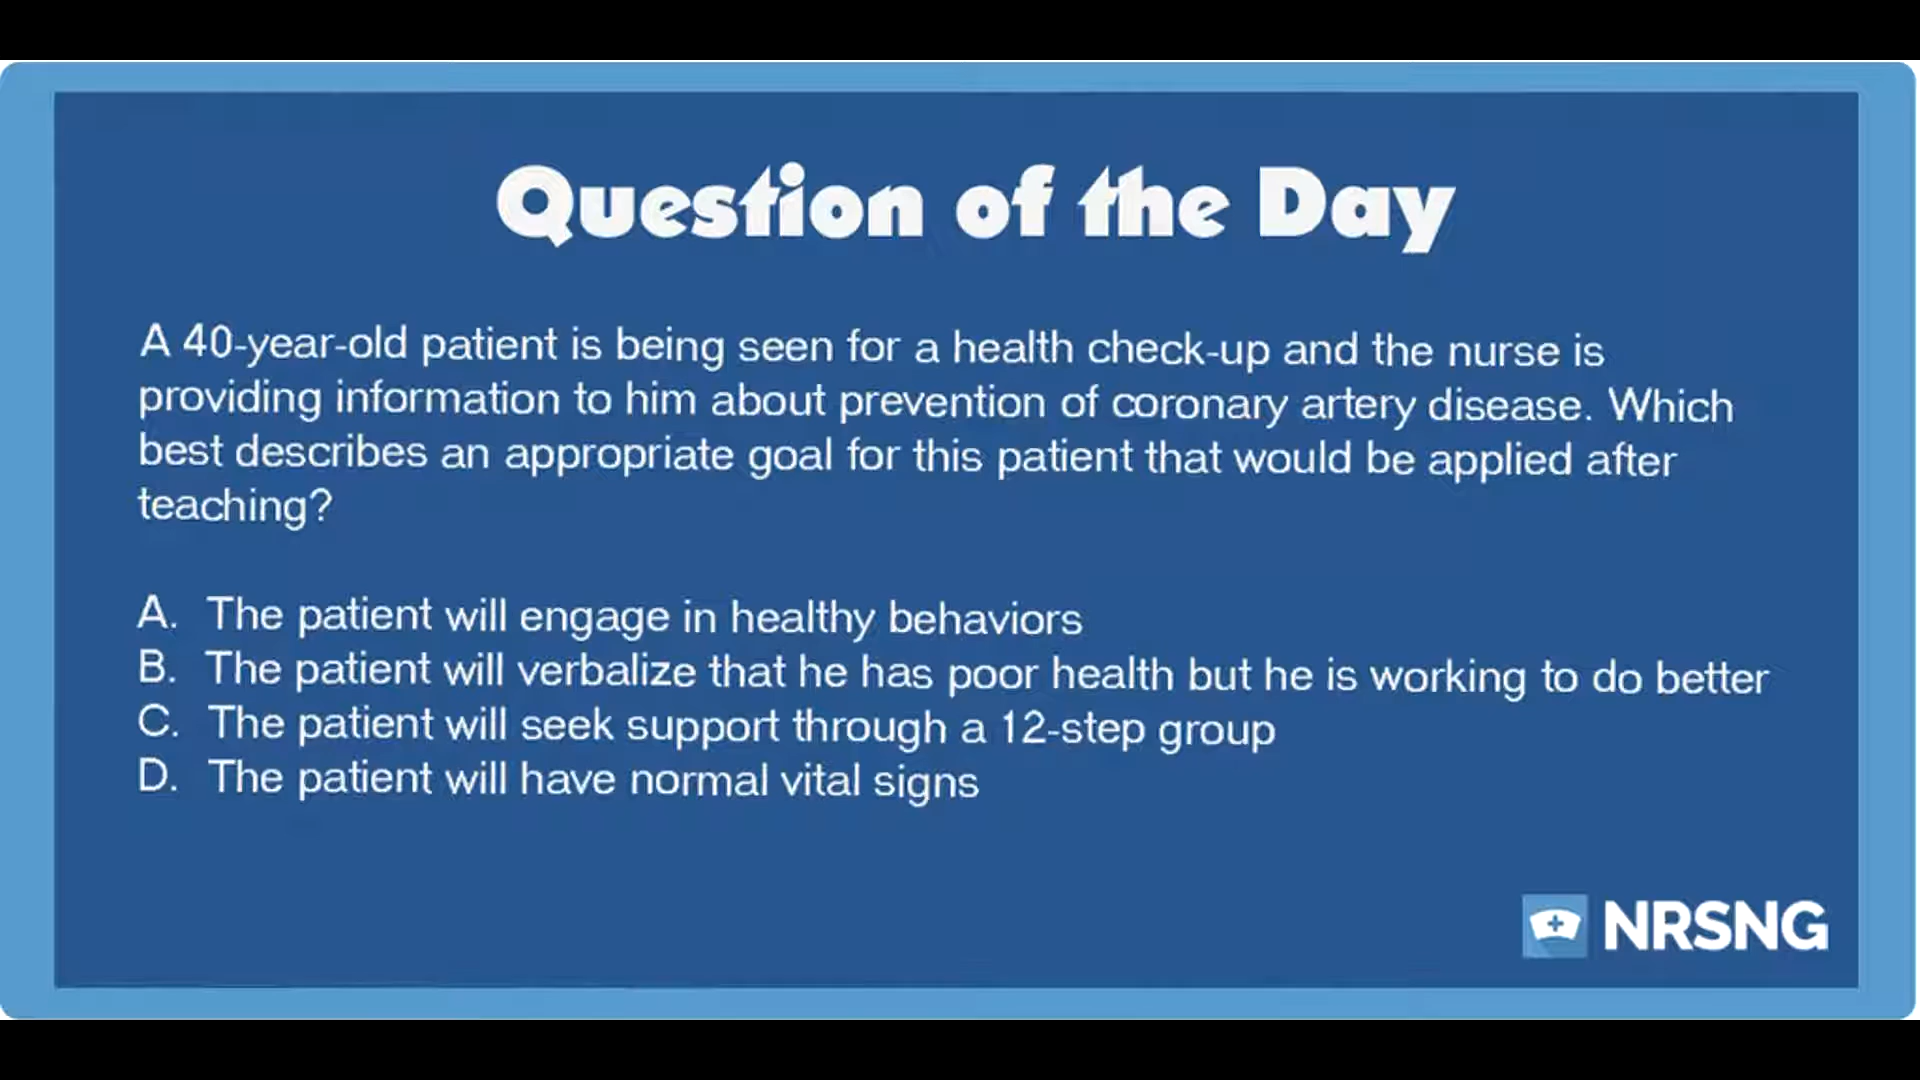 Question of the Day
A 40-year-old patient is being seen for a health check-up and the nurse is
providing information to him about prevention of coronary artery disease. Which
best describes an appropriate goal for this patient that would be applied after
teaching?
A. The patient will engage in healthy behaviors
B. The patient will verbalize that he has poor health but he is working to do better
C. The patient will seek support through a 12-step group
D. The patient will have normal vital signs
NRSNG